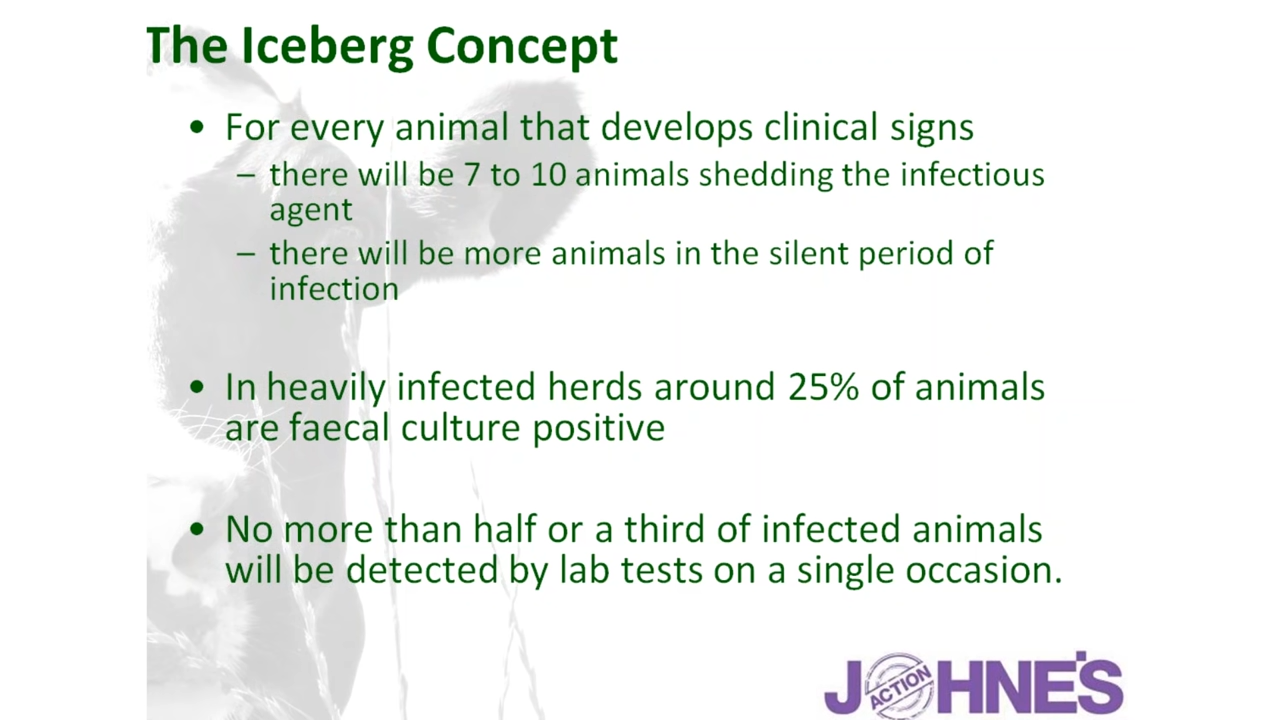 The Iceberg Concept
• For every animal that develops clinical signs
– there will be 7 to 10 animals shedding the infectious
agent
– there will be more animals in the silent period of
infection
• In heavily infected herds around 25% of animals
are faecal culture positive
• No more than half or a third of infected animals
will be detected by lab tests on a single occasion.
JOHNE'S
ACTION